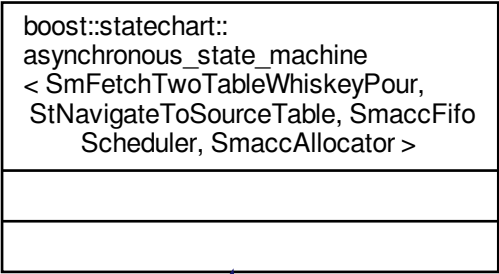 boost::statechart::
asynchronous_state_machine
< SmFetchTwoTableWhiskeyPour,
StNavigateToSourceTable, SmaccFifo
Scheduler, SmaccAllocator >